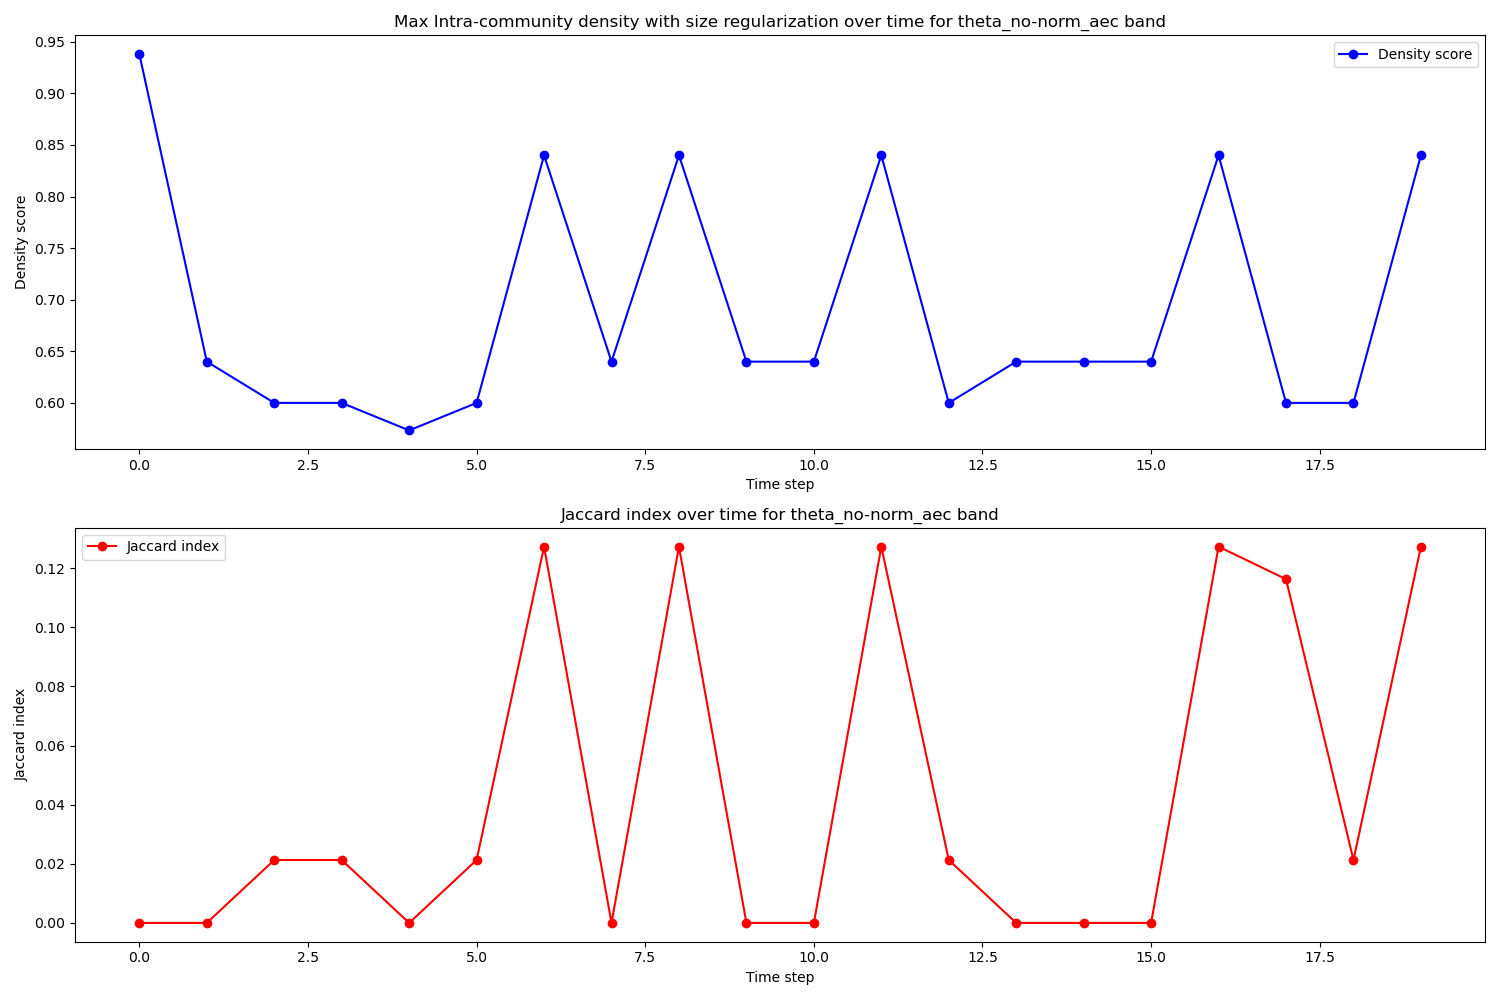 Max Intra-community density with size regularization over time for theta_no-norm_aec band
Density score
0.95
0.90
0.85
0.80
0.75
0.70
0.65
0.60
Density score
0.0 2.5 5.0 7.5 10.0 12.5 15.0 17.5
Time step
Jaccard index over time for theta_no-norm_aec band
Jaccard index
0.12
0.10
0.08
0.06
0.04
0.02
0.00
Jaccard index
0.0 2.5 5.0 7.5 10.0 12.5 15.0 17.5
Time step